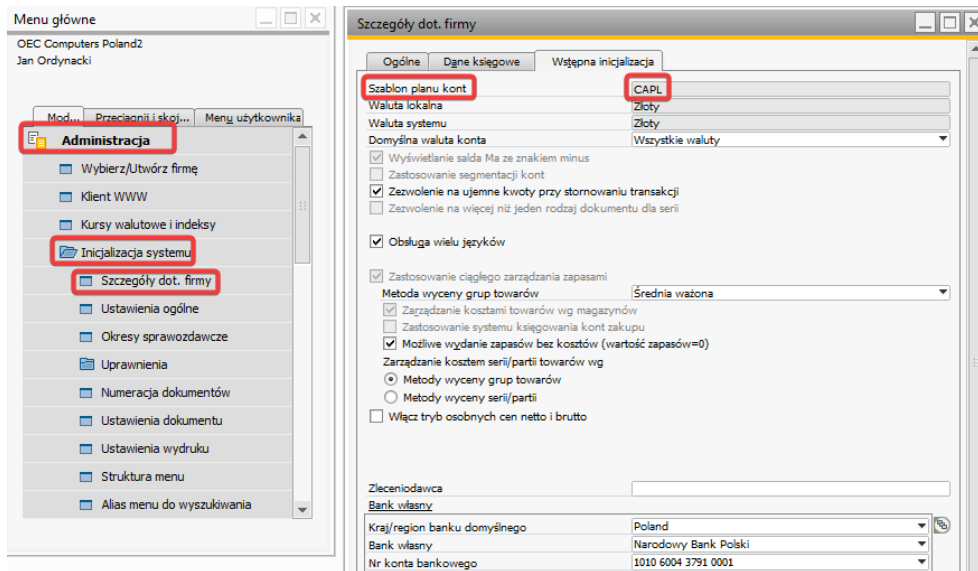 Menu główne
OEC Computers Poland2
Jan Ordynacki
Mod... Przeciągnij i skoj... Menu użytkownika
Administracja
Wybierz/Utwórz firmę
Klient WWW
Kursy walutowe i indeksy
Inicjalizacja systemu
Szczegóły dot. firmy
Ustawienia ogólne
Okresy sprawozdawcze
Uprawnienia
Numeracja dokumentów
Ustawienia dokumentu
Ustawienia wydruku
Struktura menu
Alias menu do wyszukiwania
Szczegóły dot. firmy
Ogólne Dane księgowe Wstępna inicjalizacja
Szablon planu kont CAPL
Waluta lokalna Złoty
Waluta systemu Złoty
Domyślna waluta konta Wszystkie waluty
Wyświetlanie salda Ma ze znakiem minus
Zastosowanie segmentacji kont
Zezwolenie na ujemne kwoty przy stornowaniu transakcji
Zezwolenie na więcej niż jeden rodzaj dokumentu dla serii
Obsługa wielu języków
Zastosowanie ciągłego zarządzania zapasami
Metoda wyceny grup towarów Średnia ważona
Zarządzanie kosztami towarów wg magazynów
Zastosowanie systemu księgowania kont zakupu
Możliwe wydanie zapasów bez kosztów (wartość zapasów=0)
Zarządzanie kosztem serii/partii towarów wg
Metody wyceny grup towarów
Metody wyceny serii/partii
Włącz tryb osobnych cen netto i brutto
Zleceniodawca
Bank własny
Kraj/region banku domyślnego Poland
Bank własny Narodowy Bank Polski
Nr konta bankowego 1010 6004 3791 0001